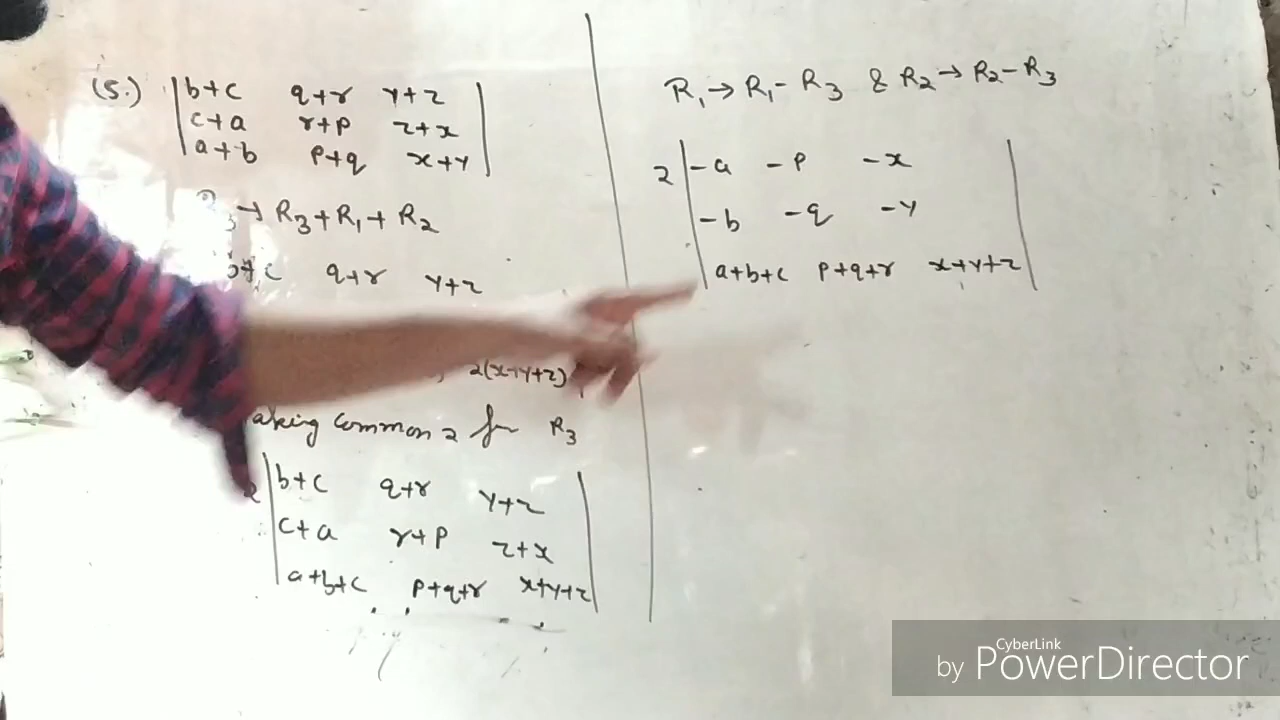 (5.) | b+c q+r y+z |
| c+a r+p z+x |
| a+b p+q x+y |
→ R3+R1+R2
b+c q+r y+z
2(x+y+z)
aking common 2 for R3
2 | b+c q+r y+z |
| c+a r+p z+x |
| a+b+c p+q+r x+y+z |
R1→R1-R3 & R2→R2-R3
2 | -a -p -x |
| -b -q -y |
| a+b+c p+q+r x+y+z |
CyberLink
by PowerDirector